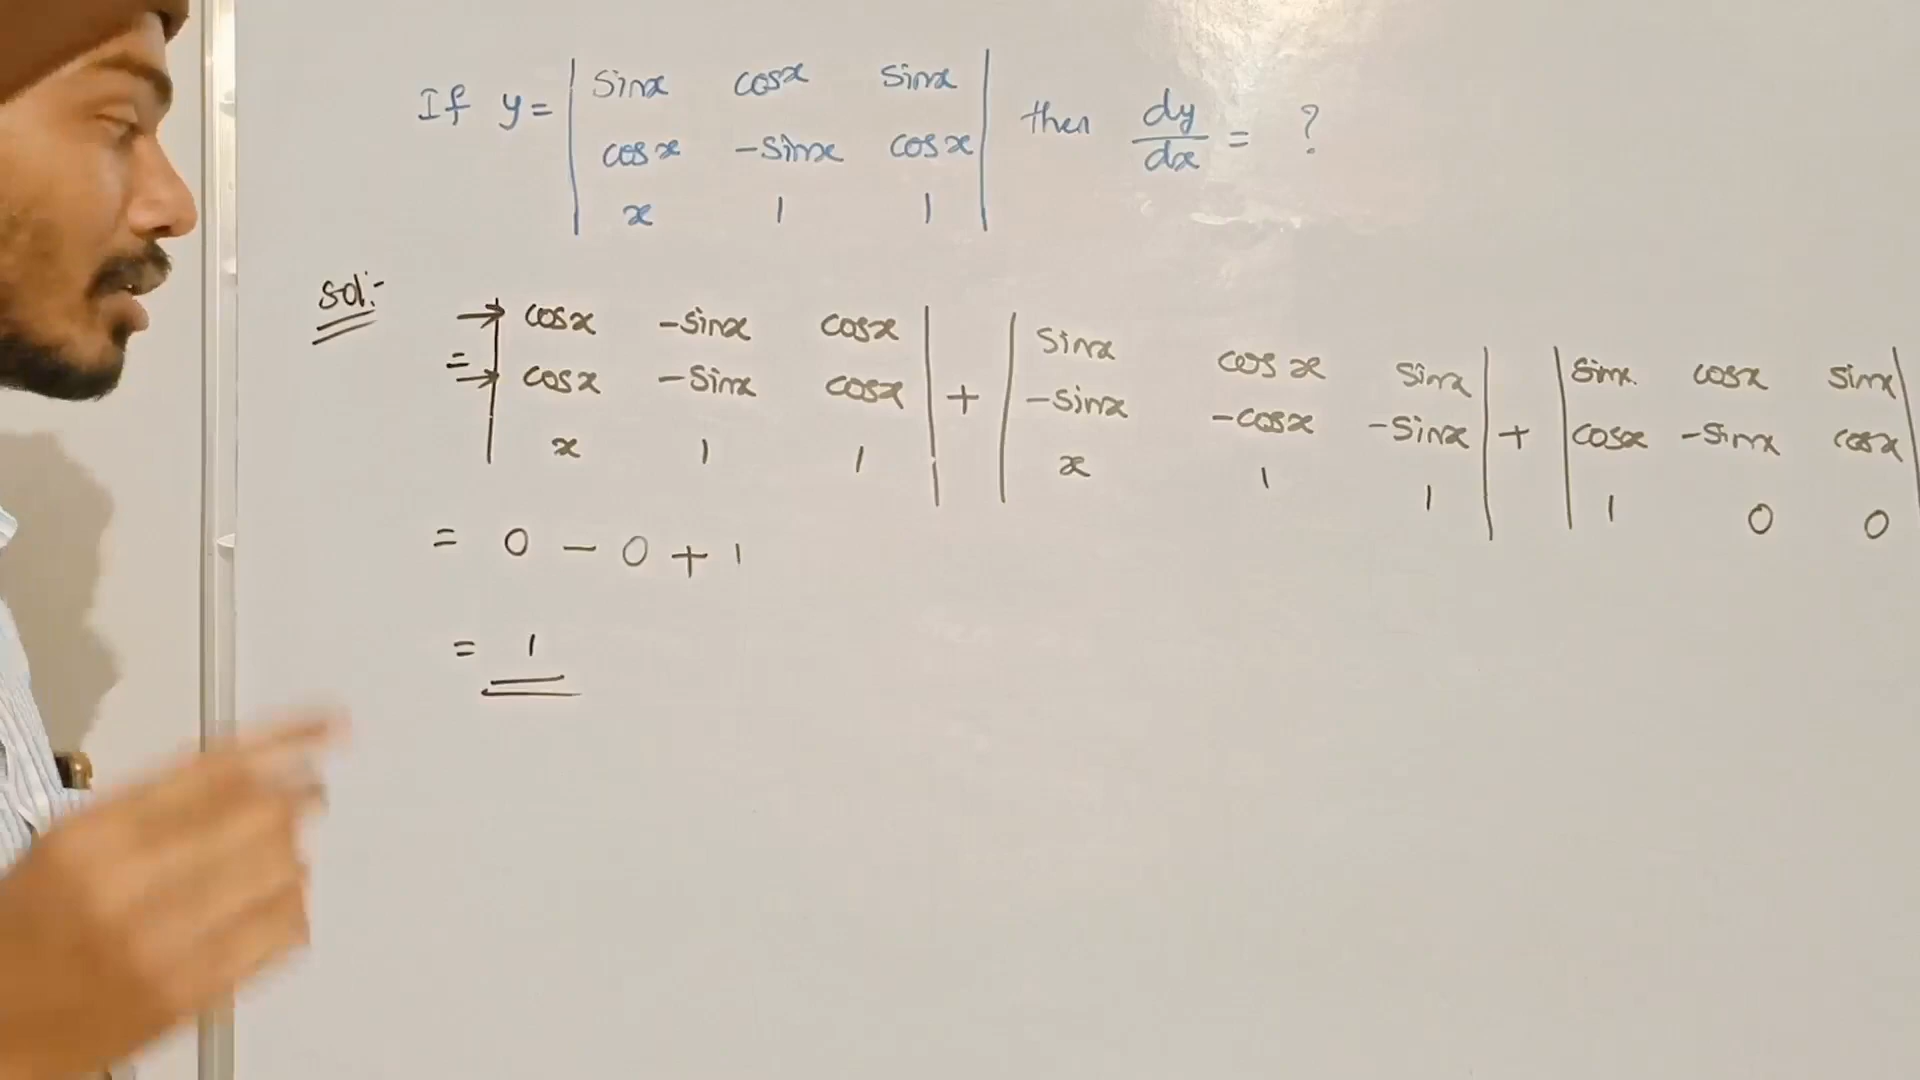 If y = | sinx cosx sinx | then dy/dx = ?
| cosx -sinx cosx |
| x 1 1 |
Sol:-
= | cosx -sinx cosx | + | sinx cosx sinx | + | sinx cosx sinx |
| cosx -sinx cosx | | -sinx -cosx -sinx | | cosx -sinx cosx |
| x 1 1 | | x 1 1 | | 1 0 0 |
= 0 - 0 + 1
= 1